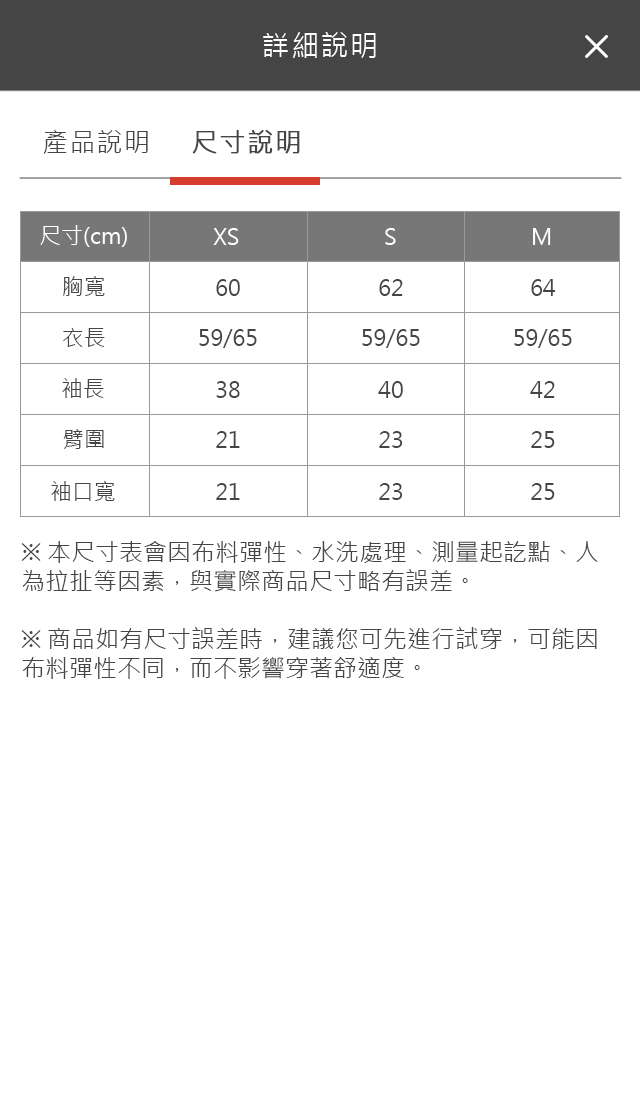 詳細說明
產品說明 尺寸說明
尺寸(cm) XS S M
胸寬 60 62 64
衣長 59/65 59/65 59/65
袖長 38 40 42
臂圍 21 23 25
袖口寬 21 23 25
※ 本尺寸表會因布料彈性、水洗處理、測量起訖點、人
為拉扯等因素，與實際商品尺寸略有誤差。
※ 商品如有尺寸誤差時，建議您可先進行試穿，可能因
布料彈性不同，而不影響穿著舒適度。